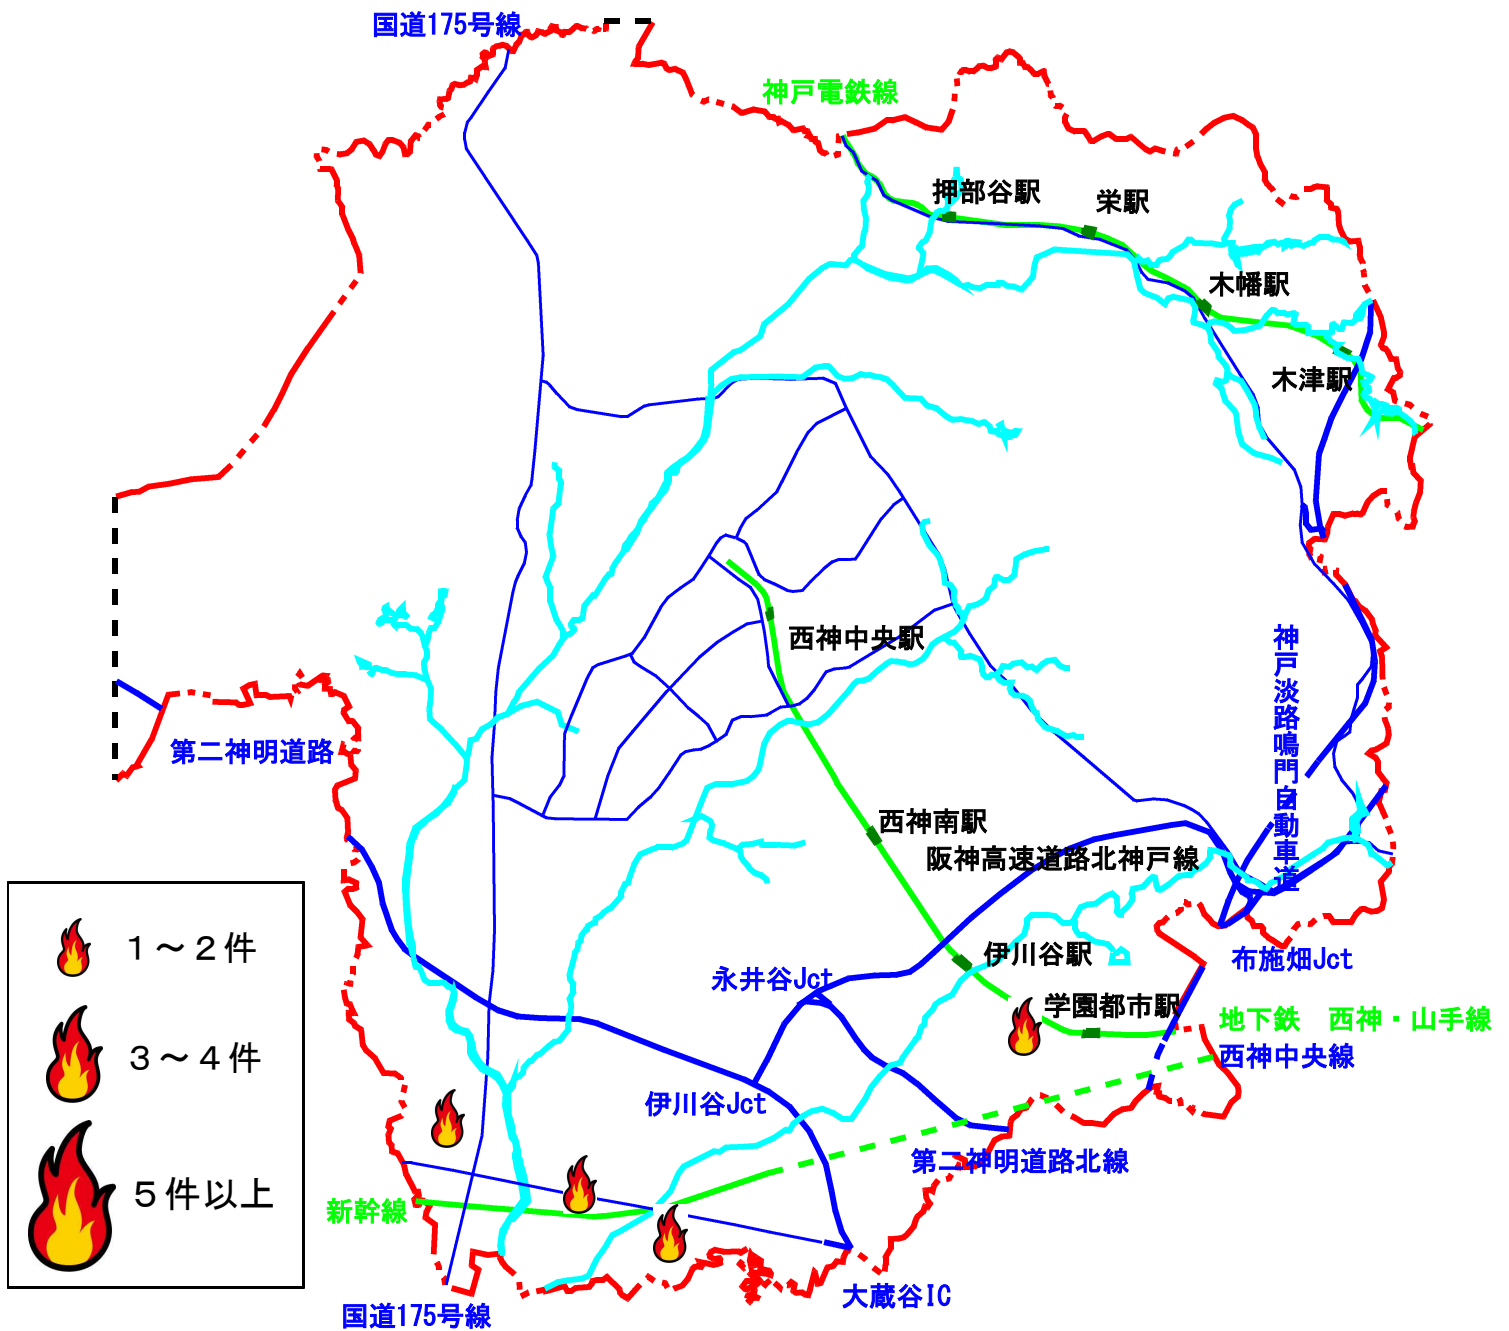 国道175号線
神戸電鉄線
押部谷駅
栄駅
木幡駅
木津駅
西神中央駅
神戸淡路鳴門自動車道
第二神明道路
西神南駅
阪神高速道路北神戸線
伊川谷駅
永井谷Jct
布施畑Jct
学園都市駅
地下鉄　西神・山手線
西神中央線
伊川谷Jct
第二神明道路北線
新幹線
大蔵谷IC
国道175号線
１～２件
３～４件
５件以上